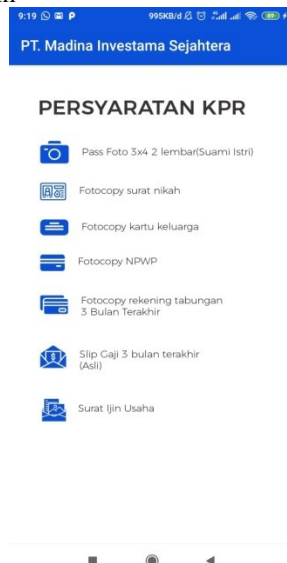 9:19
995KB/d
PT. Madina Investama Sejahtera
PERSYARATAN KPR
Pass Foto 3x4 2 lembar(Suami Istri)
Fotocopy surat nikah
Fotocopy kartu keluarga
Fotocopy NPWP
Fotocopy rekening tabungan
3 Bulan Terakhir
Slip Gaji 3 bulan terakhir
(Asli)
Surat Ijin Usaha